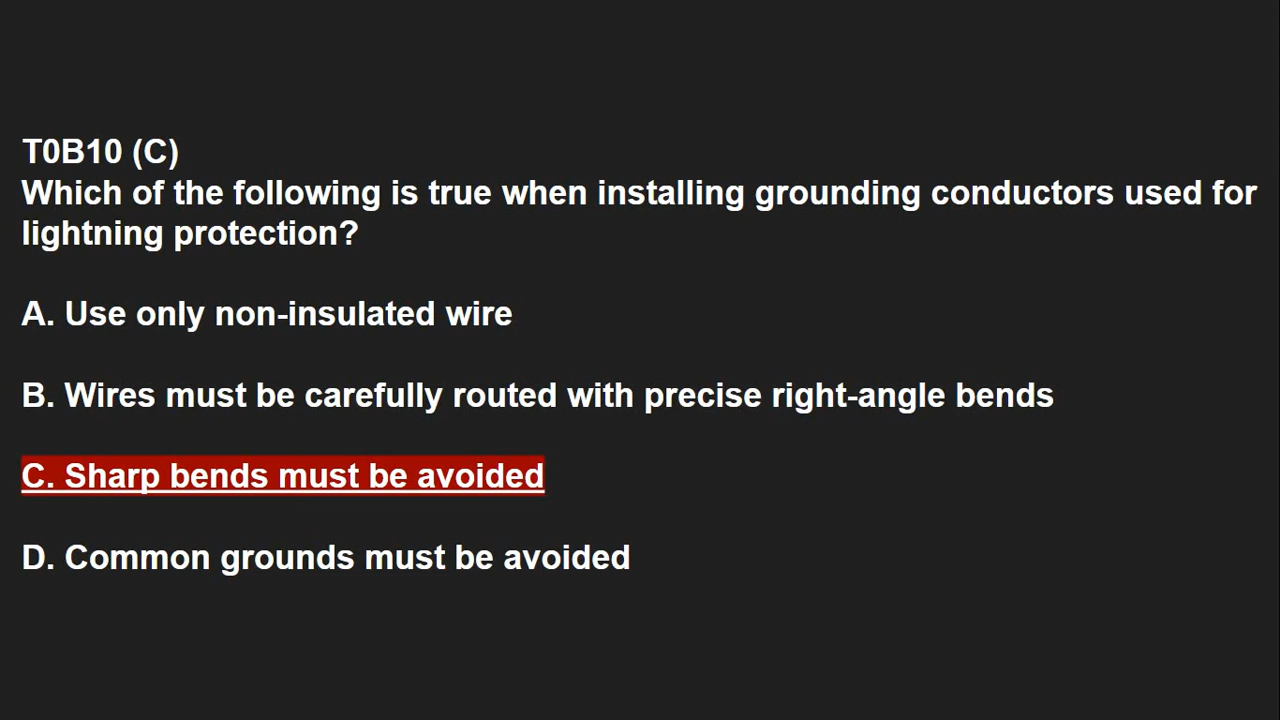 T0B10 (C)
Which of the following is true when installing grounding conductors used for
lightning protection?
A. Use only non-insulated wire
B. Wires must be carefully routed with precise right-angle bends
C. Sharp bends must be avoided
D. Common grounds must be avoided